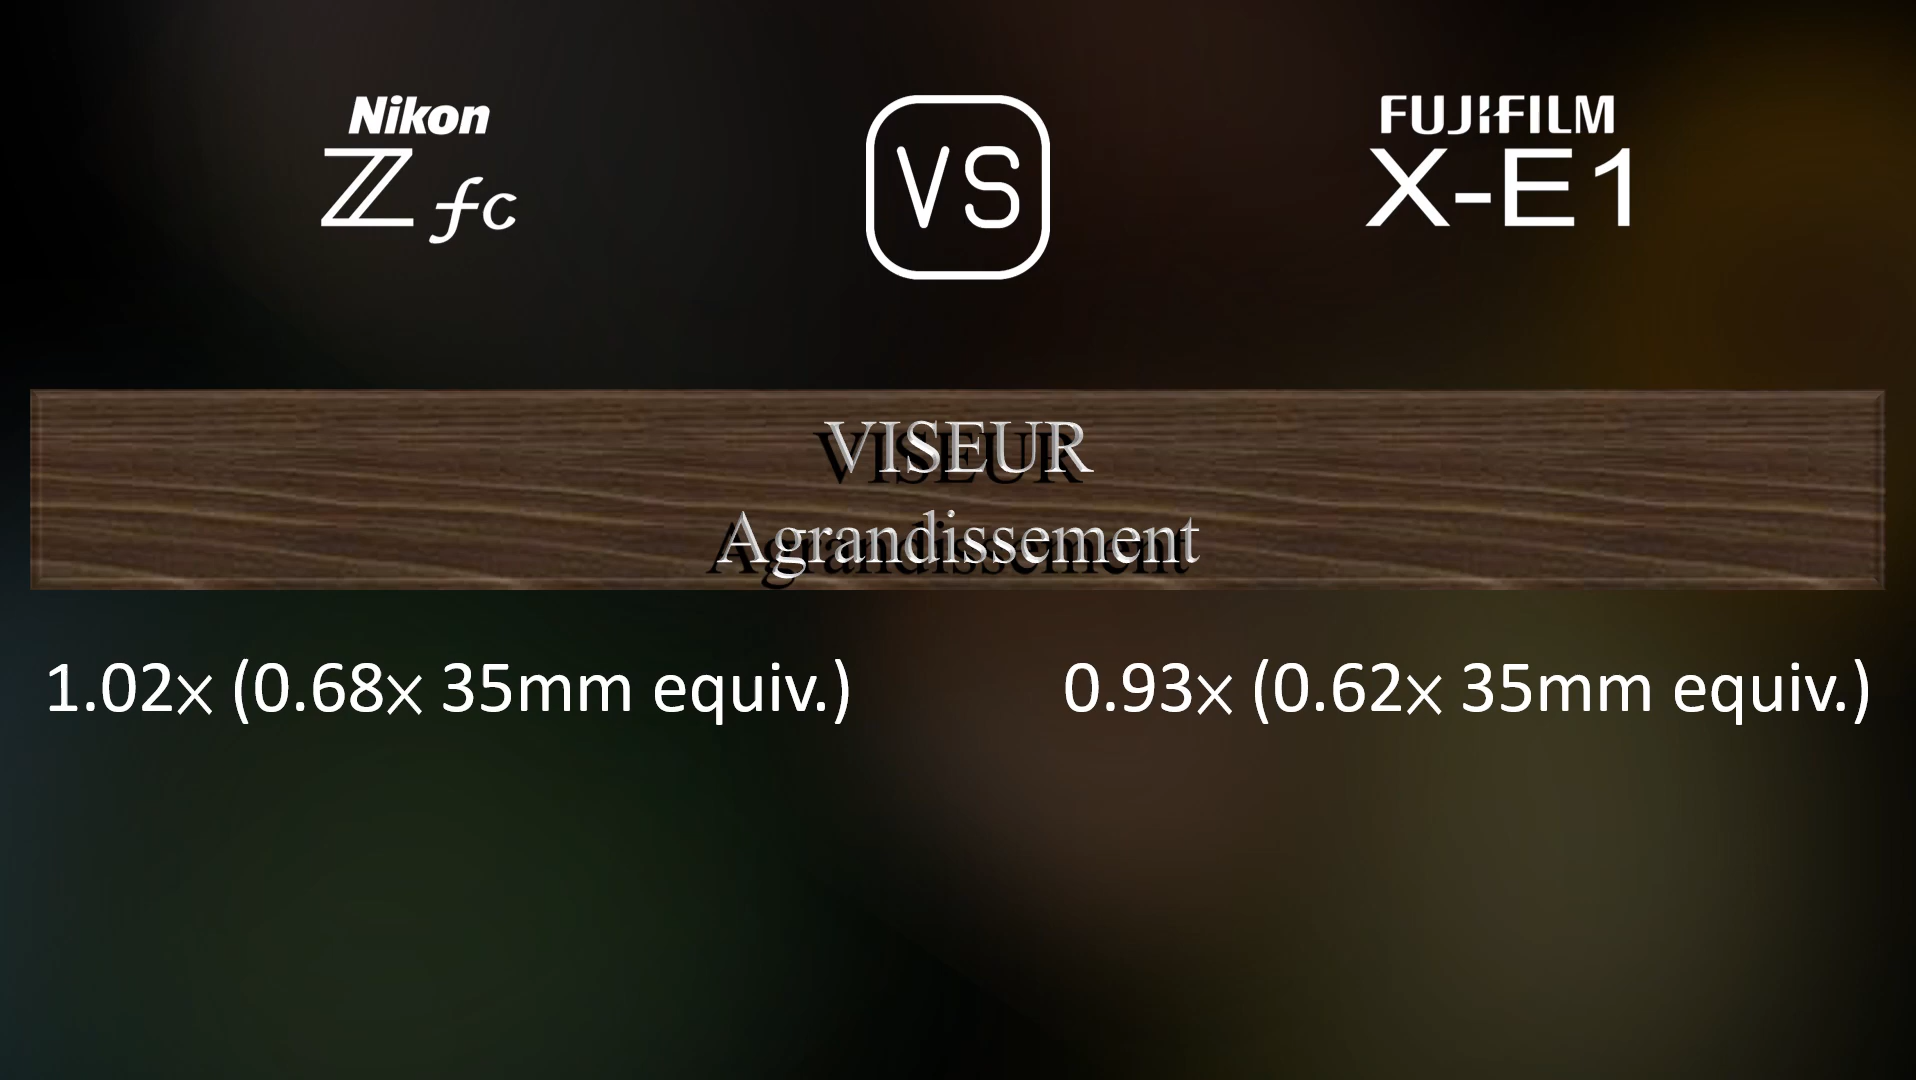 Nikon
Z fc
VS
FUJIFILM
X-E1
VISEUR
Agrandissement
1.02x (0.68x 35mm equiv.)
0.93x (0.62x 35mm equiv.)